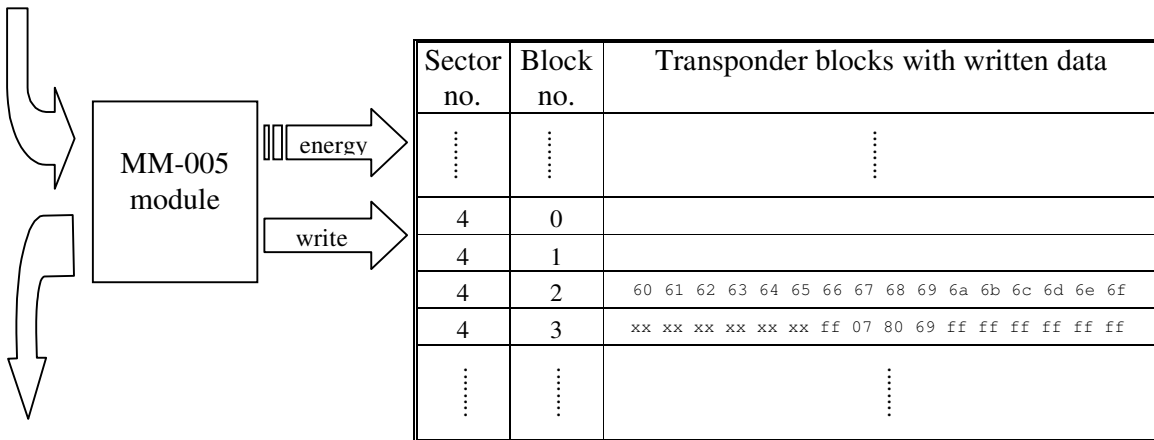 MM-005
module
energy
write
Sector no. Block no. Transponder blocks with written data
4 0
4 1
4 2 60 61 62 63 64 65 66 67 68 69 6a 6b 6c 6d 6e 6f
4 3 xx xx xx xx xx xx ff 07 80 69 ff ff ff ff ff ff